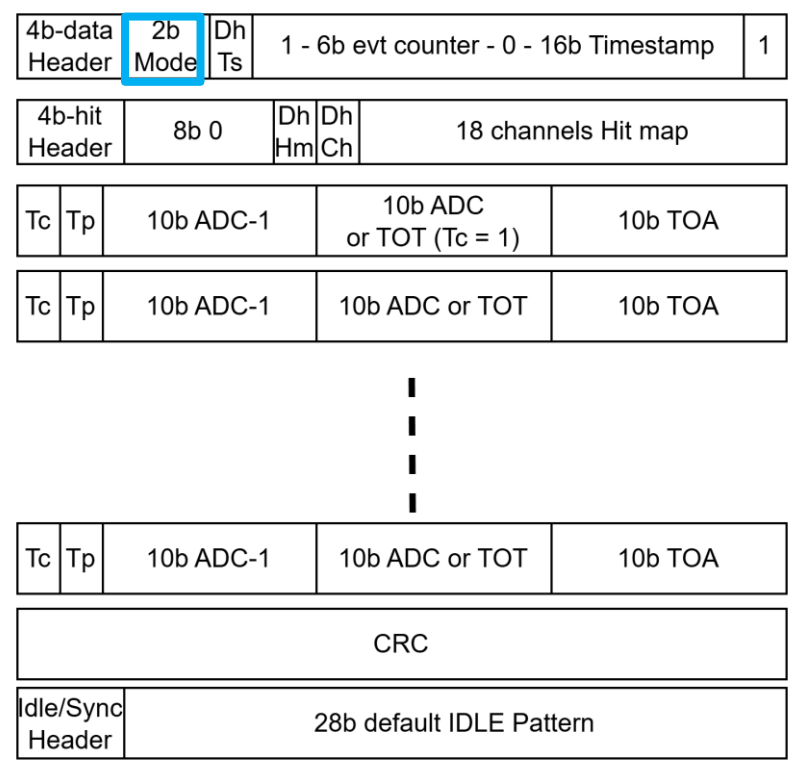 4b-data
Header
2b
Mode
Dh
Ts
1 - 6b evt counter - 0 - 16b Timestamp
1
4b-hit
Header
8b 0
Dh
Hm
Dh
Ch
18 channels Hit map
Tc
Tp
10b ADC-1
10b ADC
or TOT (Tc = 1)
10b TOA
Tc
Tp
10b ADC-1
10b ADC or TOT
10b TOA
Tc
Tp
10b ADC-1
10b ADC or TOT
10b TOA
CRC
Idle/Sync
Header
28b default IDLE Pattern